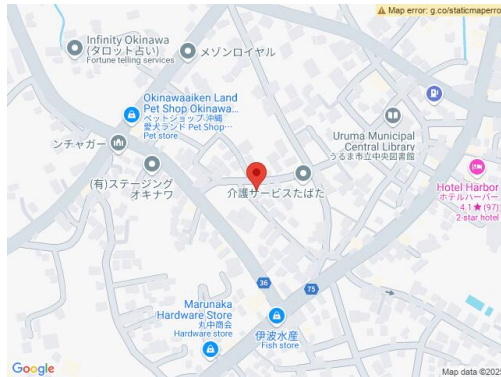 Map error: g.co/staticmaperro
Infinity Okinawa
(タロット占い)
Fortune telling services
メゾンロイヤル
Okinawaaiken Land
Pet Shop Okinawa...
ペットショップ 沖縄
愛犬ランド Pet Shop…
Pet store
ンチャガー
(有)ステージング
オキナワ
Uruma Municipal
Central Library
うるま市立中央図書館
介護サービスたばた
Hotel Harbor
ホテルハーバー
4.1★(97)
2-star hotel
36
75
Marunaka
Hardware Store
丸中商会
Hardware store
伊波水産
Fish store
Google
Map data ©2025